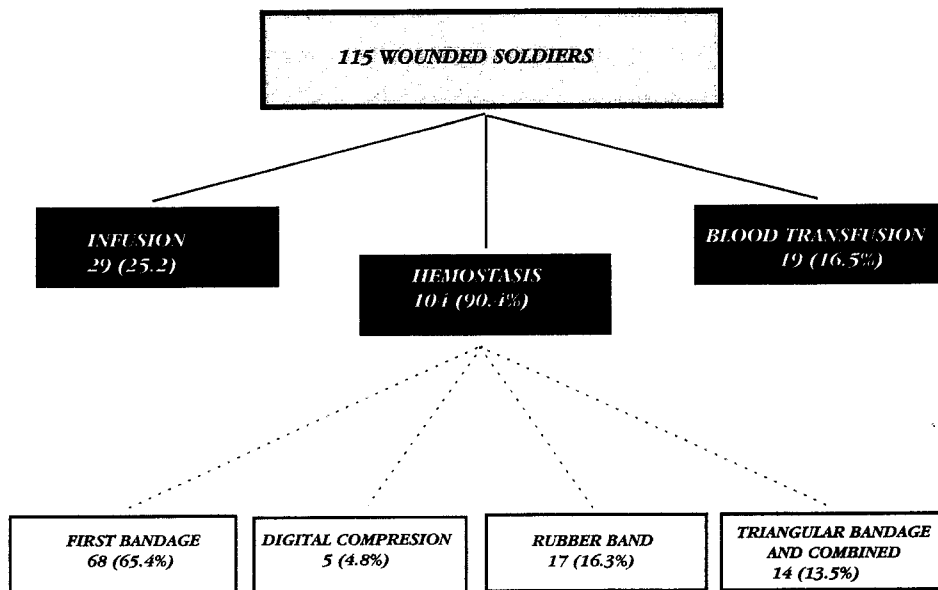 115 WOUNDED SOLDIERS
INFUSION
29 (25.2)
HEMOSTASIS
104 (90.4%)
BLOOD TRANSFUSION
19 (16.5%)
FIRST BANDAGE
68 (65.4%)
DIGITAL COMPRESION
5 (4.8%)
RUBBER BAND
17 (16.3%)
TRIANGULAR BANDAGE
AND COMBINED
14 (13.5%)